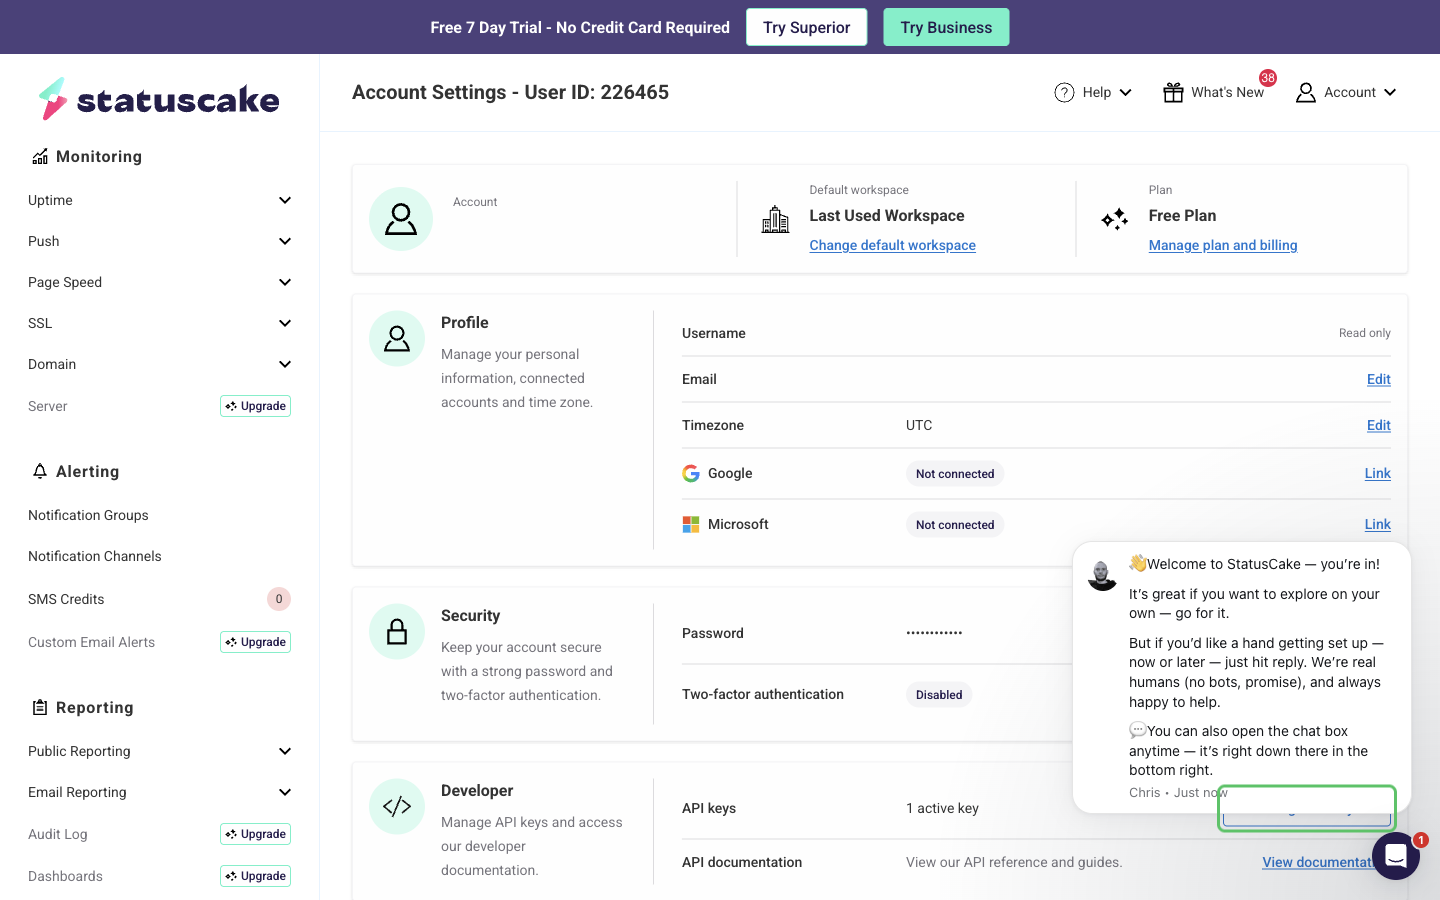 Free 7 Day Trial - No Credit Card Required
Try Superior
Try Business
statuscake
Account Settings - User ID: 226465
Help
What's New
38
Account
Monitoring
Uptime
Push
Page Speed
SSL
Domain
Server
Upgrade
Alerting
Notification Groups
Notification Channels
SMS Credits
0
Custom Email Alerts
Upgrade
Reporting
Public Reporting
Email Reporting
Audit Log
Upgrade
Dashboards
Upgrade
Account
Default workspace
Last Used Workspace
Change default workspace
Plan
Free Plan
Manage plan and billing
Profile
Manage your personal
information, connected
accounts and time zone.
Username
Read only
Email
Edit
Timezone
UTC
Edit
Google
Not connected
Link
Microsoft
Not connected
Link
Security
Keep your account secure
with a strong password and
two-factor authentication.
Password
••••••••••••
Two-factor authentication
Disabled
Developer
Manage API keys and access
our developer
documentation.
API keys
1 active key
API documentation
View our API reference and guides.
View
👋Welcome to StatusCake — you're in!
It's great if you want to explore on your
own — go for it.
But if you'd like a hand getting set up —
now or later — just hit reply. We're real
humans (no bots, promise), and always
happy to help.
💬You can also open the chat box
anytime — it's right down there in the
bottom right.
Chris • Just now
1